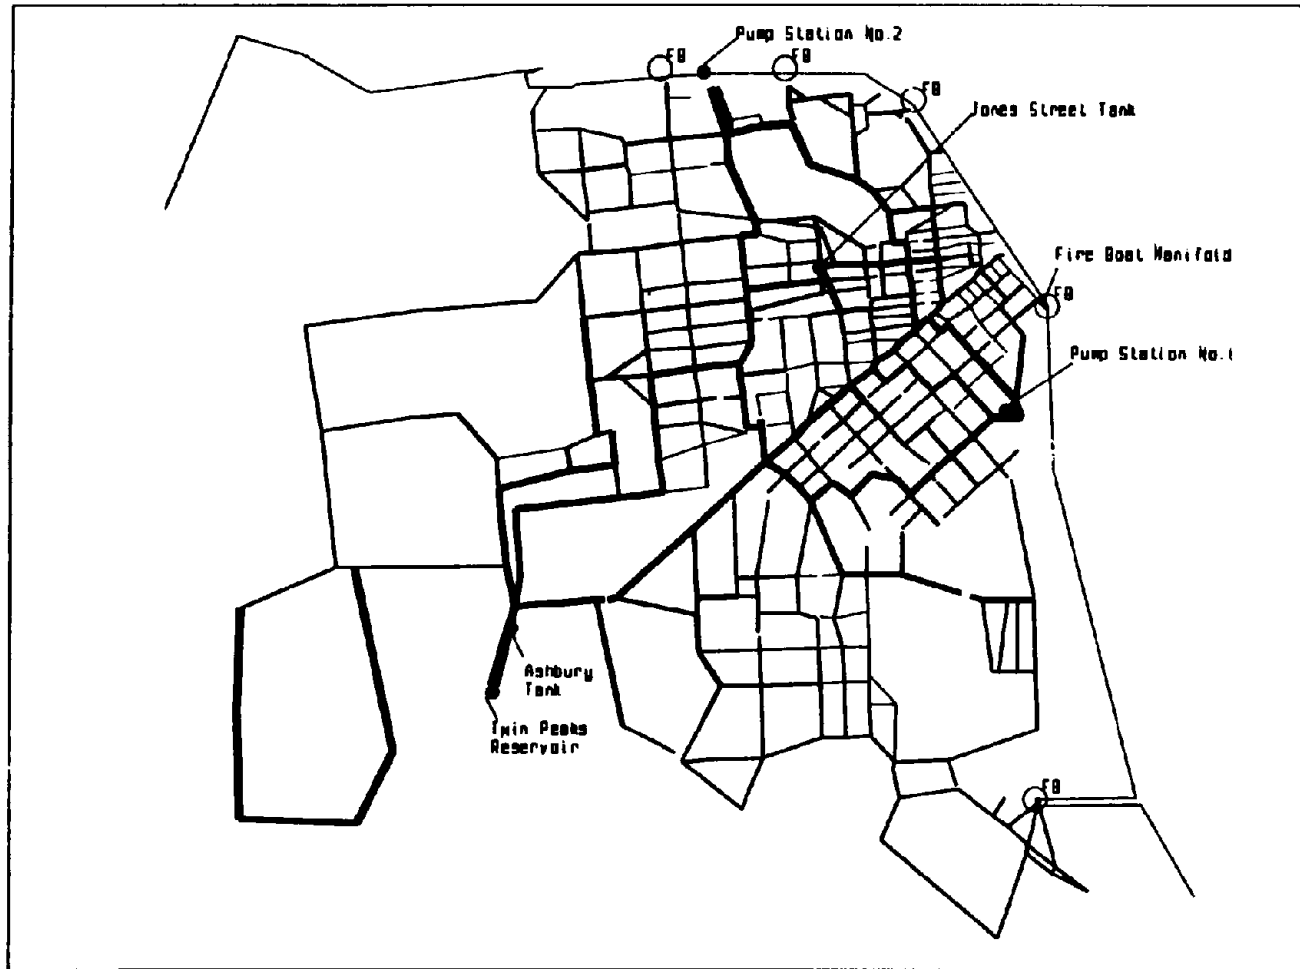 FB
Pump Station No.2
FB
FB
Jones Street Tank
Fire Boat Manifold
FB
Pump Station No.1
Ashbury
Tank
Twin Peaks
Reservoir
FB